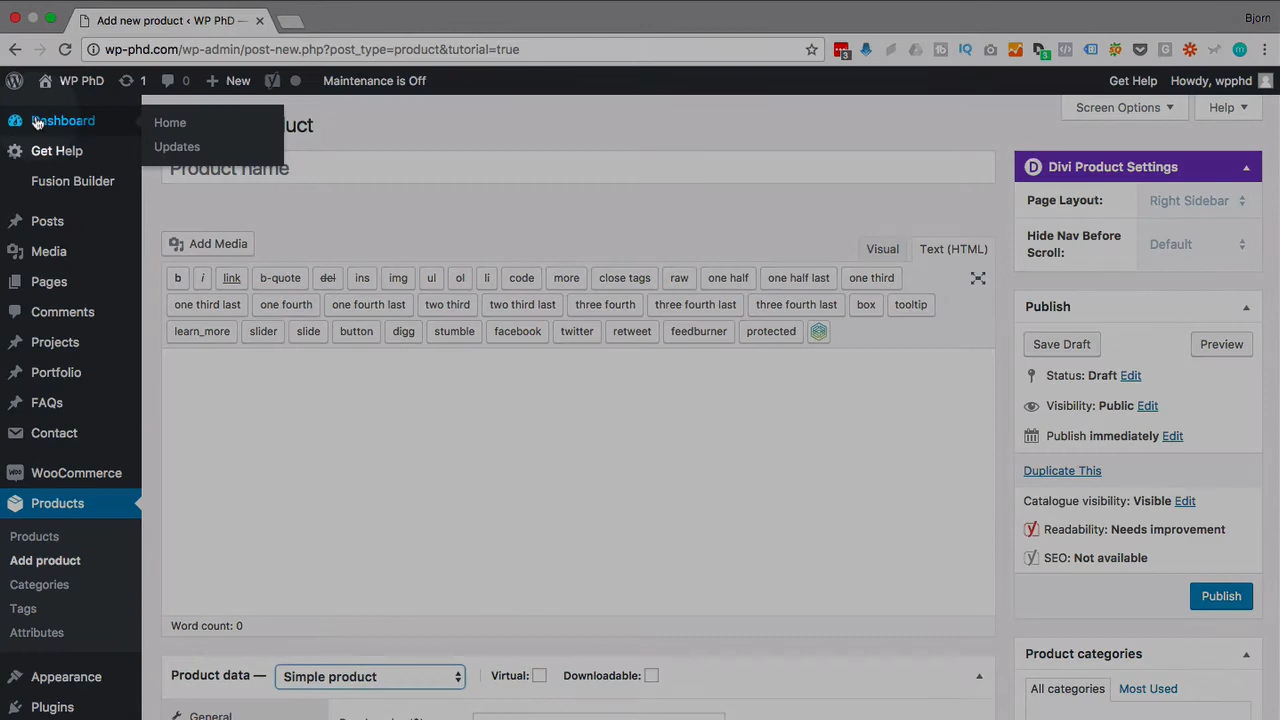 Add new product ‹ WP PhD —
Bjorn
wp-phd.com/wp-admin/post-new.php?post_type=product&tutorial=true
3
3
WP PhD
1
0
New
Maintenance is Off
Get Help
Howdy, wpphd
Dashboard
Get Help
Fusion Builder
Posts
Media
Pages
Comments
Projects
Portfolio
FAQs
Contact
WooCommerce
Products
Products
Add product
Categories
Tags
Attributes
Appearance
Plugins
Home
Updates
Screen Options
Help
Product name
Add Media
Visual
Text (HTML)
b i link b-quote del ins img ul ol li code more close tags raw one half one half last one third
one third last one fourth one fourth last two third two third last three fourth three fourth last three fourth last box tooltip
learn_more slider slide button digg stumble facebook twitter retweet feedburner protected
Word count: 0
Product data —
Simple product
Virtual:
Downloadable:
General
Divi Product Settings
Page Layout:
Right Sidebar
Hide Nav Before
Scroll:
Default
Publish
Save Draft
Preview
Status: Draft Edit
Visibility: Public Edit
Publish immediately Edit
Duplicate This
Catalogue visibility: Visible Edit
Readability: Needs improvement
SEO: Not available
Publish
Product categories
All categories
Most Used